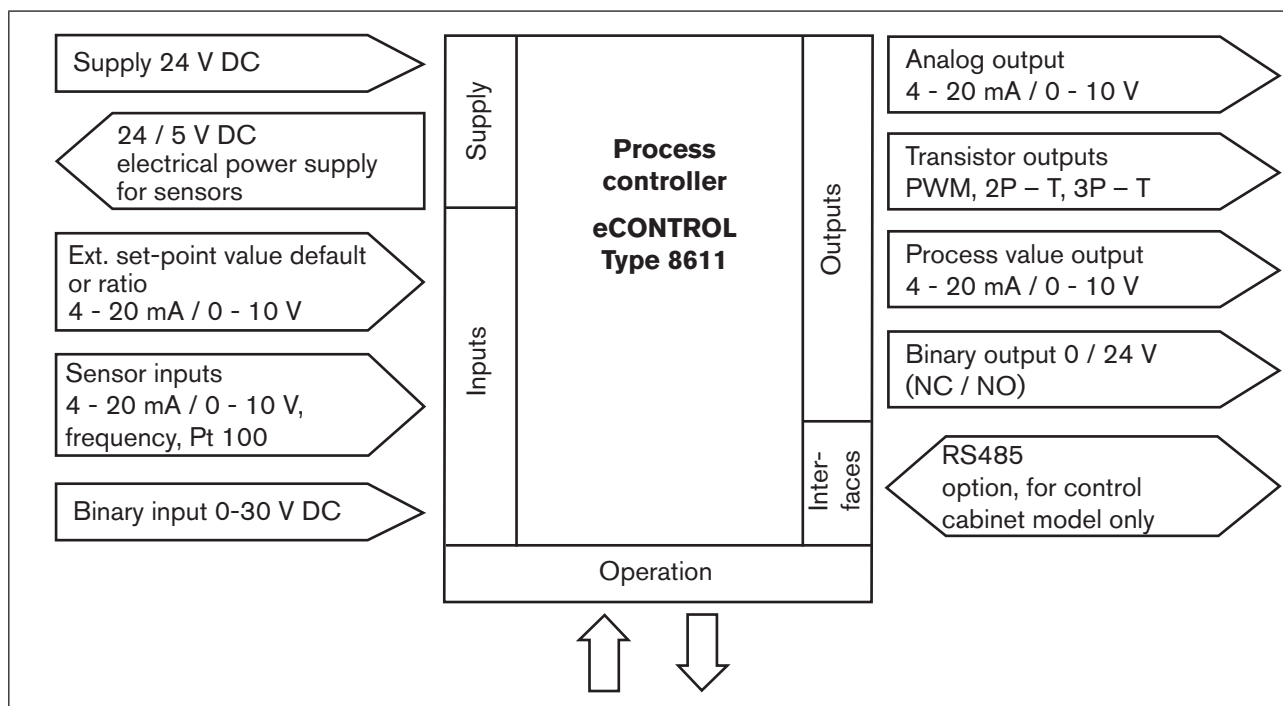 Supply 24 V DC
24 / 5 V DC
electrical power supply
for sensors
Ext. set-point value default
or ratio
4 - 20 mA / 0 - 10 V
Sensor inputs
4 - 20 mA / 0 - 10 V,
frequency, Pt 100
Binary input 0-30 V DC
Supply
Inputs
Process
controller
eCONTROL
Type 8611
Outputs
Inter-
faces
Operation
Analog output
4 - 20 mA / 0 - 10 V
Transistor outputs
PWM, 2P – T, 3P – T
Process value output
4 - 20 mA / 0 - 10 V
Binary output 0 / 24 V
(NC / NO)
RS485
option, for control
cabinet model only